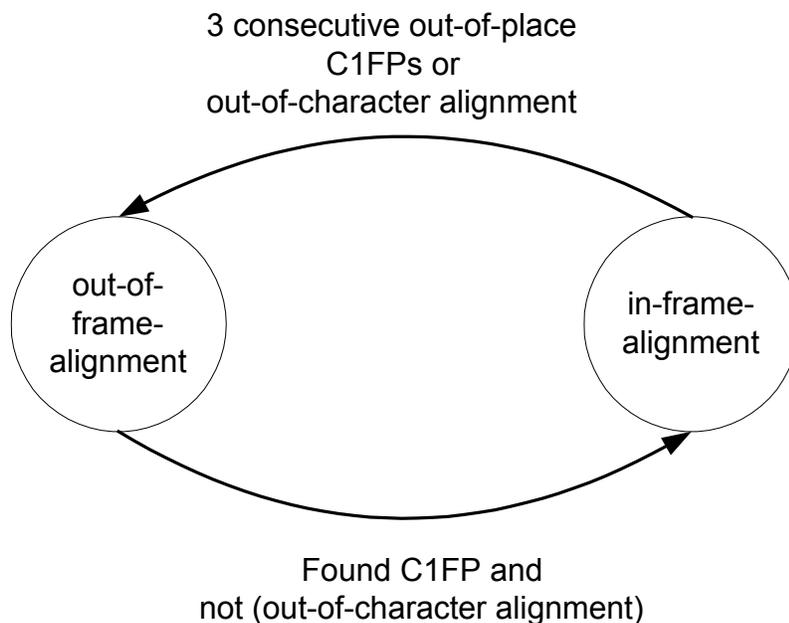 3 consecutive out-of-place
C1FPs or
out-of-character alignment
out-of-
frame-
alignment
in-frame-
alignment
Found C1FP and
not (out-of-character alignment)